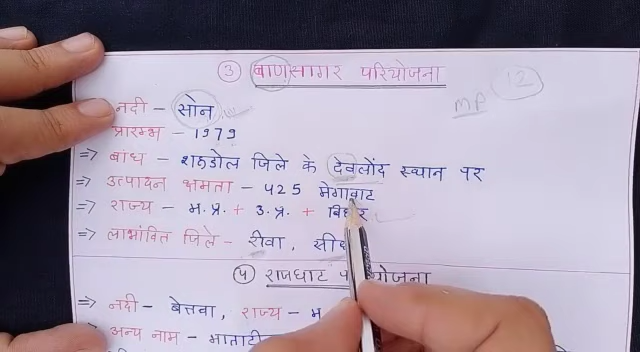 ③ बाणसागर परियोजना
MP 12
नदी - सोन
प्रारम्भ - 1979
⇒ बांध - शहडोल जिले के देवलोंद स्थान पर
⇒ उत्पादन क्षमता - 425 मेगावाट
⇒ राज्य - म.प्र. + उ.प्र. + बिहार
⇒ लाभांवित जिले - रीवा, सीधी
④ राजघाट परियोजना
⇒ नदी - बेतवा, राज्य - म
⇒ अन्य नाम -